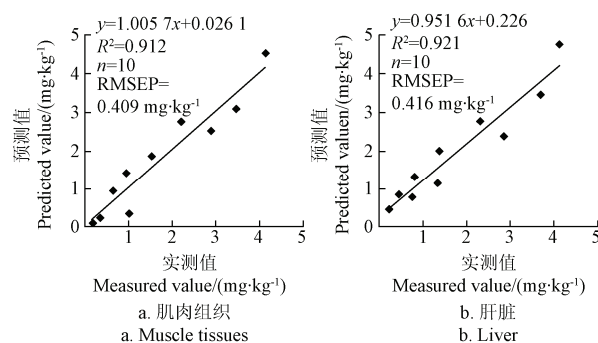 y=1.005 7x+0.026 1
R²=0.912
n=10
RMSEP=
0.409 mg·kg⁻¹
5
4
3
2
1
0
1 2 3 4 5
预测值
Predicted value/(mg·kg⁻¹)
实测值
Measured value/(mg·kg⁻¹)
a. 肌肉组织
a. Muscle tissues
y=0.951 6x+0.226
R²=0.921
n=10
RMSEP=
0.416 mg·kg⁻¹
5
4
3
2
1
0
1 2 3 4 5
预测值
Predicted valuen/(mg·kg⁻¹)
实测值
Measured value/(mg·kg⁻¹)
b. 肝脏
b. Liver